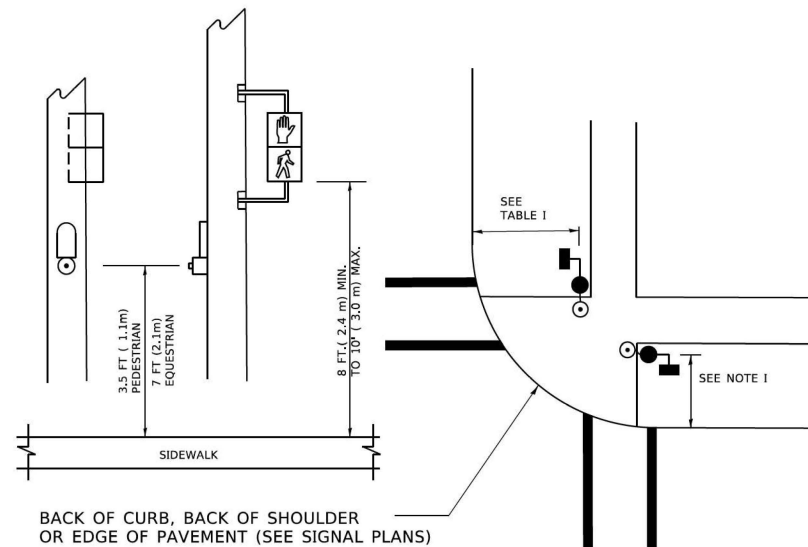 3.5 FT ( 1.1m)
PEDESTRIAN
7 FT (2.1m)
EQUESTRIAN
8 FT.( 2.4 m) MIN.
TO 10' ( 3.0 m) MAX.
SIDEWALK
SEE
TABLE I
SEE NOTE I
BACK OF CURB, BACK OF SHOULDER
OR EDGE OF PAVEMENT (SEE SIGNAL PLANS)